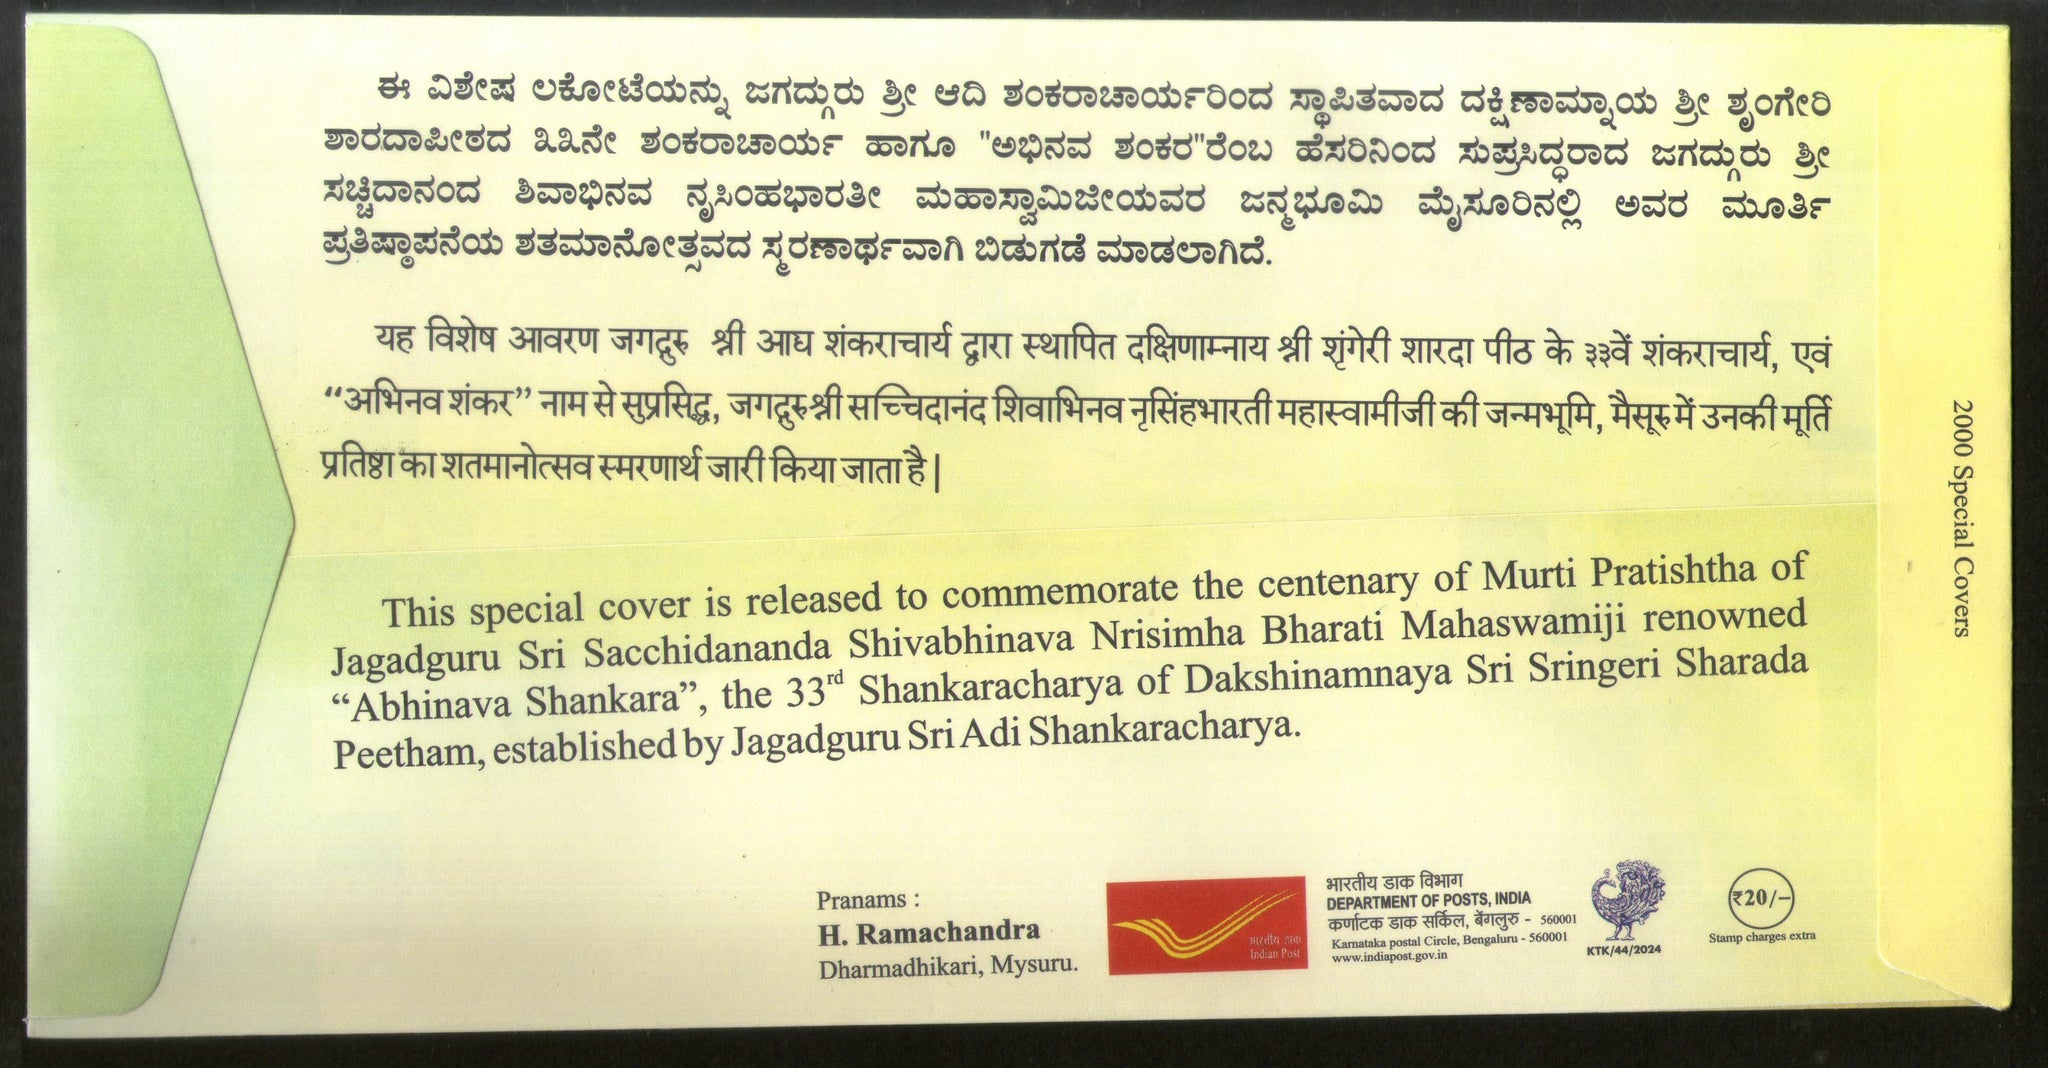 ಈ ವಿಶೇಷ ಲಕೋಟೆಯನ್ನು ಜಗದ್ಗುರು ಶ್ರೀ ಆದಿ ಶಂಕರಾಚಾರ್ಯರಿಂದ ಸ್ಥಾಪಿತವಾದ ದಕ್ಷಿಣಾಮ್ನಾಯ ಶ್ರೀ ಶೃಂಗೇರಿ
ಶಾರದಾಪೀಠದ ೩೩ನೇ ಶಂಕರಾಚಾರ್ಯ ಹಾಗೂ "ಅಭಿನವ ಶಂಕರ"ರೆಂಬ ಹೆಸರಿನಿಂದ ಸುಪ್ರಸಿದ್ಧರಾದ ಜಗದ್ಗುರು ಶ್ರೀ
ಸಚ್ಚಿದಾನಂದ ಶಿವಾಭಿನವ ನೃಸಿಂಹಭಾರತೀ ಮಹಾಸ್ವಾಮಿಜೀಯವರ ಜನ್ಮಭೂಮಿ ಮೈಸೂರಿನಲ್ಲಿ ಅವರ ಮೂರ್ತಿ
ಪ್ರತಿಷ್ಠಾಪನೆಯ ಶತಮಾನೋತ್ಸವದ ಸ್ಮರಣಾರ್ಥವಾಗಿ ಬಿಡುಗಡೆ ಮಾಡಲಾಗಿದೆ.
यह विशेष आवरण जगद्गुरु श्री आद्य शंकराचार्य द्वारा स्थापित दक्षिणाम्नाय श्री शृंगेरी शारदा पीठ के ३३वें शंकराचार्य, एवं
“अभिनव शंकर” नाम से सुप्रसिद्ध, जगद्गुरुश्री सच्चिदानंद शिवाभिनव नृसिंहभारती महास्वामीजी की जन्मभूमि, मैसूरु में उनकी मूर्ति
प्रतिष्ठा का शतमानोत्सव स्मरणार्थ जारी किया जाता है|
This special cover is released to commemorate the centenary of Murti Pratishtha of
Jagadguru Sri Sacchidananda Shivabhinava Nrisimha Bharati Mahaswamiji renowned
“Abhinava Shankara”, the 33rd Shankaracharya of Dakshinamnaya Sri Sringeri Sharada
Peetham, established by Jagadguru Sri Adi Shankaracharya.
2000 Special Covers
Pranams :
H. Ramachandra
Dharmadhikari, Mysuru.
भारतीय डाक
Indian Post
भारतीय डाक विभाग
DEPARTMENT OF POSTS, INDIA
कर्णाटक डाक सर्किल, बेंगलुरु - 560001
Karnataka postal Circle, Bengaluru - 560001
www.indiapost.gov.in
KTK/44/2024
₹20/–
Stamp charges extra